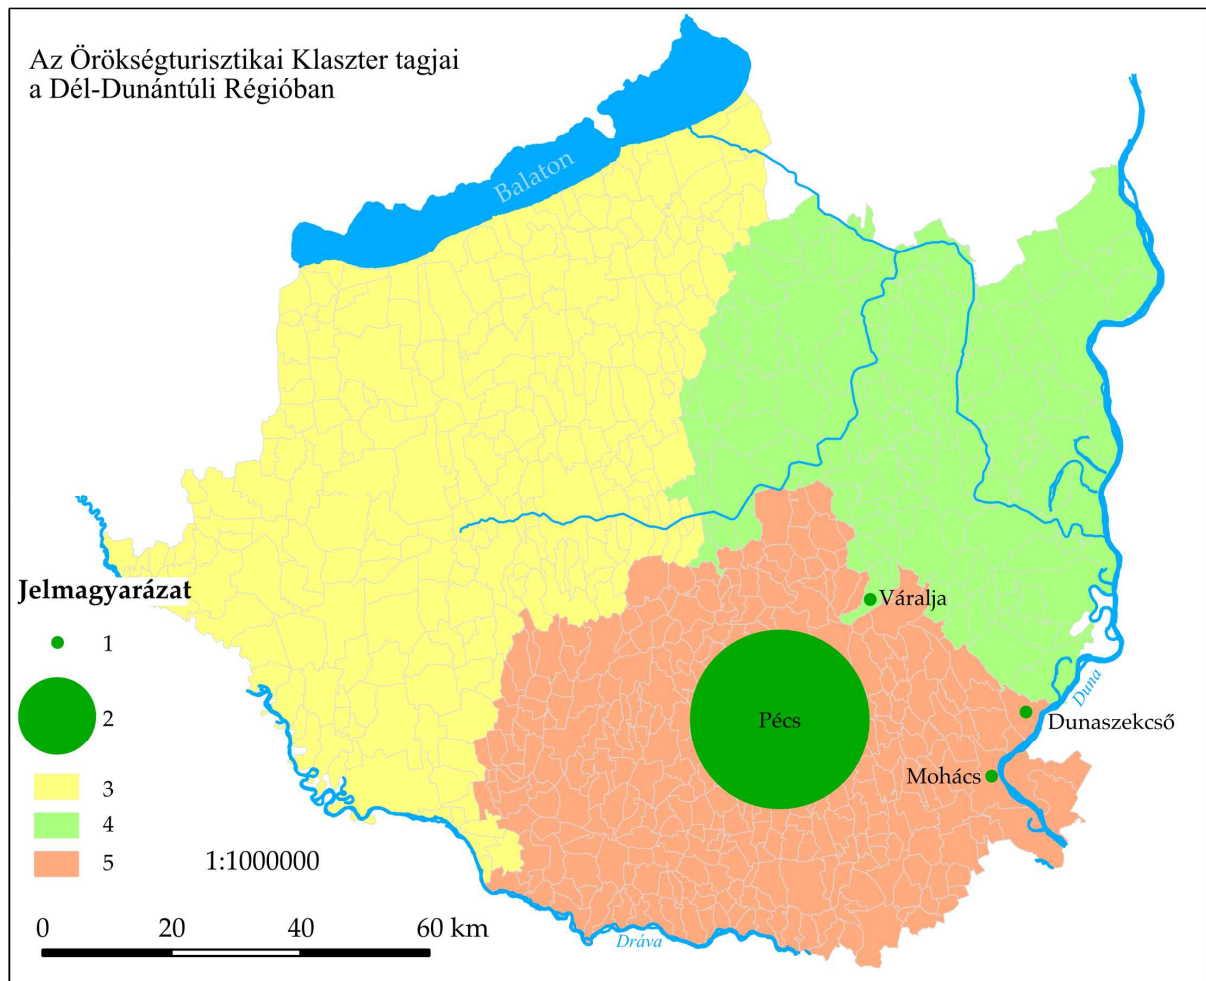 Az Örökségturisztikai Klaszter tagjai
a Dél-Dunántúli Régióban
Balaton
Jelmagyarázat
1
2
3
4
5
1:1000000
0 20 40 60 km
Váralja
Pécs
Duna
Dunaszekcső
Mohács
Dráva